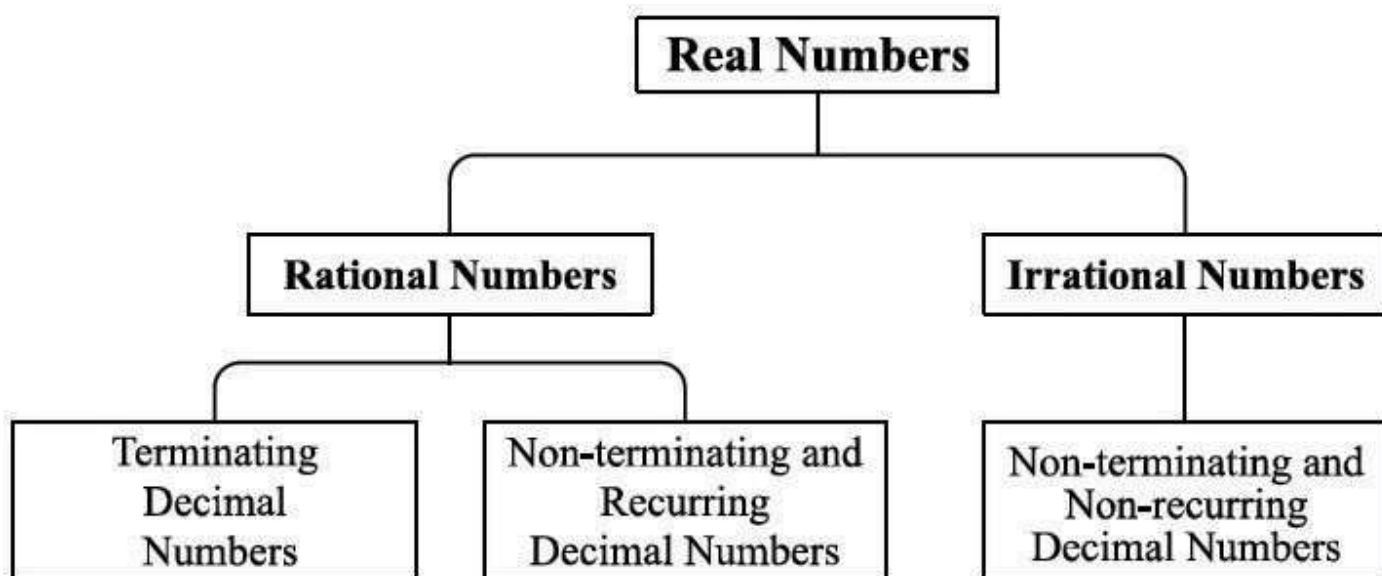 Real Numbers
Rational Numbers
Irrational Numbers
Terminating
Decimal
Numbers
Non-terminating and
Recurring
Decimal Numbers
Non-terminating and
Non-recurring
Decimal Numbers